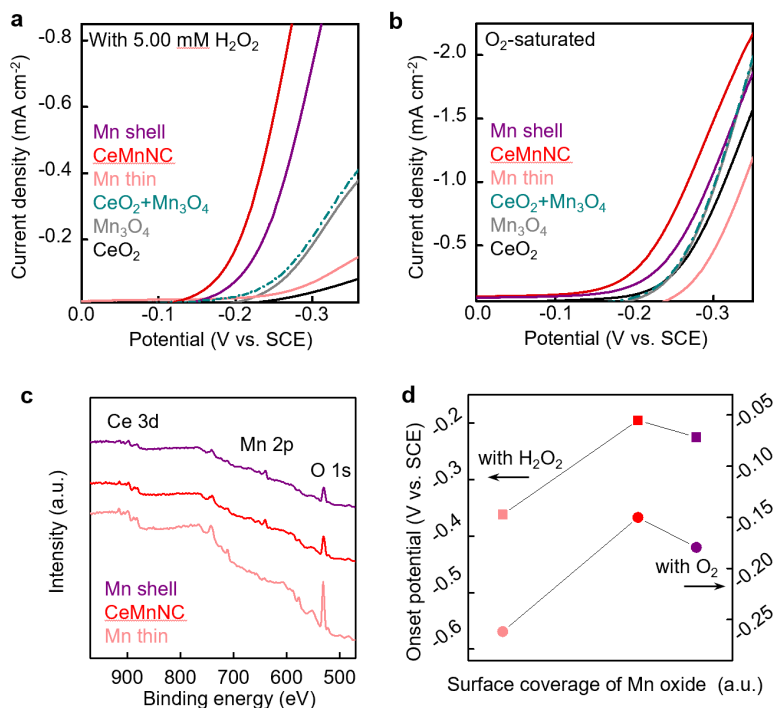 a
With 5.00 mM H₂O₂
-0.8
-0.6
-0.4
-0.2
Current density (mA cm⁻²)
Mn shell
CeMnNC
Mn thin
CeO₂+Mn₃O₄
Mn₃O₄
CeO₂
0.0
-0.1
-0.2
-0.3
Potential (V vs. SCE)
b
O₂-saturated
-2.0
-1.5
-1.0
-0.5
Current density (mA cm⁻²)
Mn shell
CeMnNC
Mn thin
CeO₂+Mn₃O₄
Mn₃O₄
CeO₂
0.0
-0.1
-0.2
-0.3
Potential (V vs. SCE)
c
Ce 3d
Mn 2p
O 1s
Intensity (a.u.)
Mn shell
CeMnNC
Mn thin
900
800
700
600
500
Binding energy (eV)
d
-0.2
-0.3
-0.4
-0.5
-0.6
Onset potential (V vs. SCE)
with H₂O₂
with O₂
-0.05
-0.10
-0.15
-0.20
-0.25
Surface coverage of Mn oxide (a.u.)